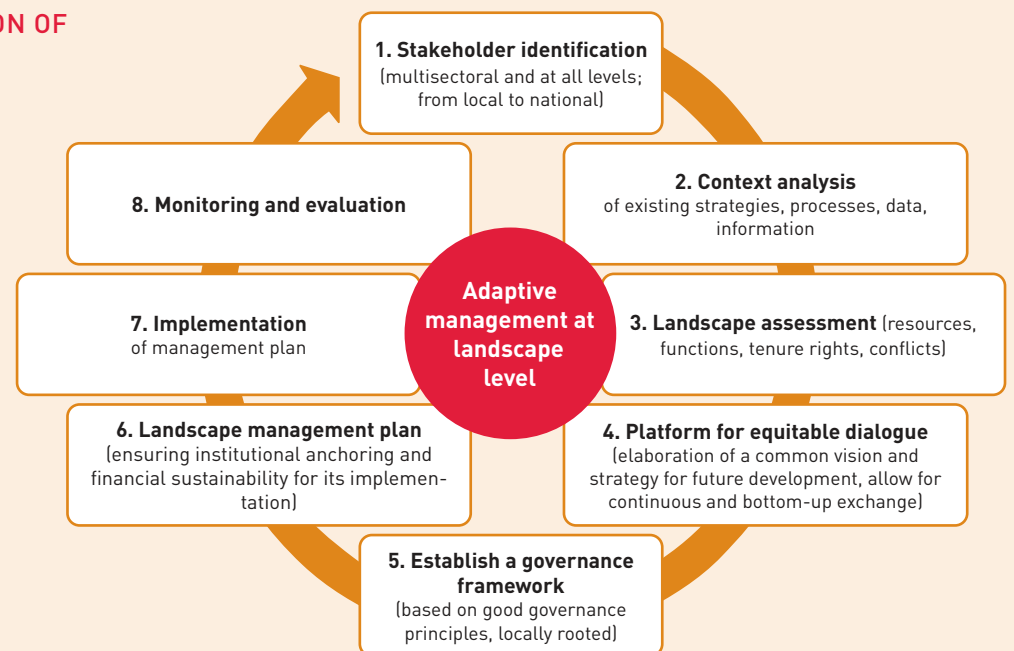 ON OF
1. Stakeholder identification
(multisectoral and at all levels;
from local to national)
2. Context analysis
of existing strategies, processes, data,
information
3. Landscape assessment (resources,
functions, tenure rights, conflicts)
4. Platform for equitable dialogue
(elaboration of a common vision and
strategy for future development, allow for
continuous and bottom-up exchange)
5. Establish a governance
framework
(based on good governance
principles, locally rooted)
6. Landscape management plan
(ensuring institutional anchoring and
financial sustainability for its implemen-
tation)
7. Implementation
of management plan
8. Monitoring and evaluation
Adaptive
management at
landscape
level